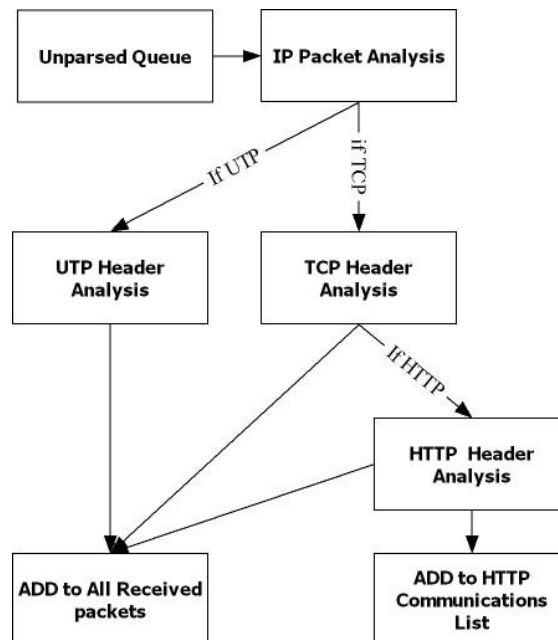 Unparsed Queue
IP Packet Analysis
If UTP
if TCP
UTP Header
Analysis
TCP Header
Analysis
If HTTP
HTTP Header
Analysis
ADD to All Received
packets
ADD to HTTP
Communications
List